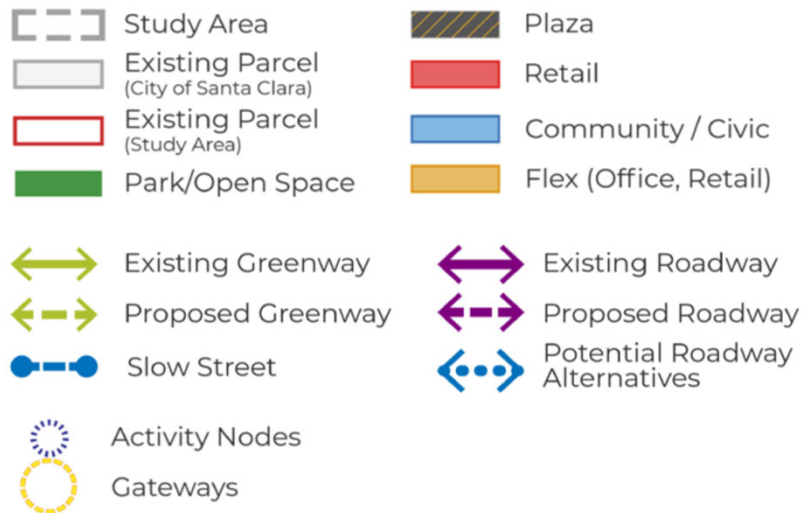 Study Area
Existing Parcel
(City of Santa Clara)
Existing Parcel
(Study Area)
Park/Open Space
Plaza
Retail
Community / Civic
Flex (Office, Retail)
Existing Greenway
Proposed Greenway
Slow Street
Existing Roadway
Proposed Roadway
Potential Roadway
Alternatives
Activity Nodes
Gateways